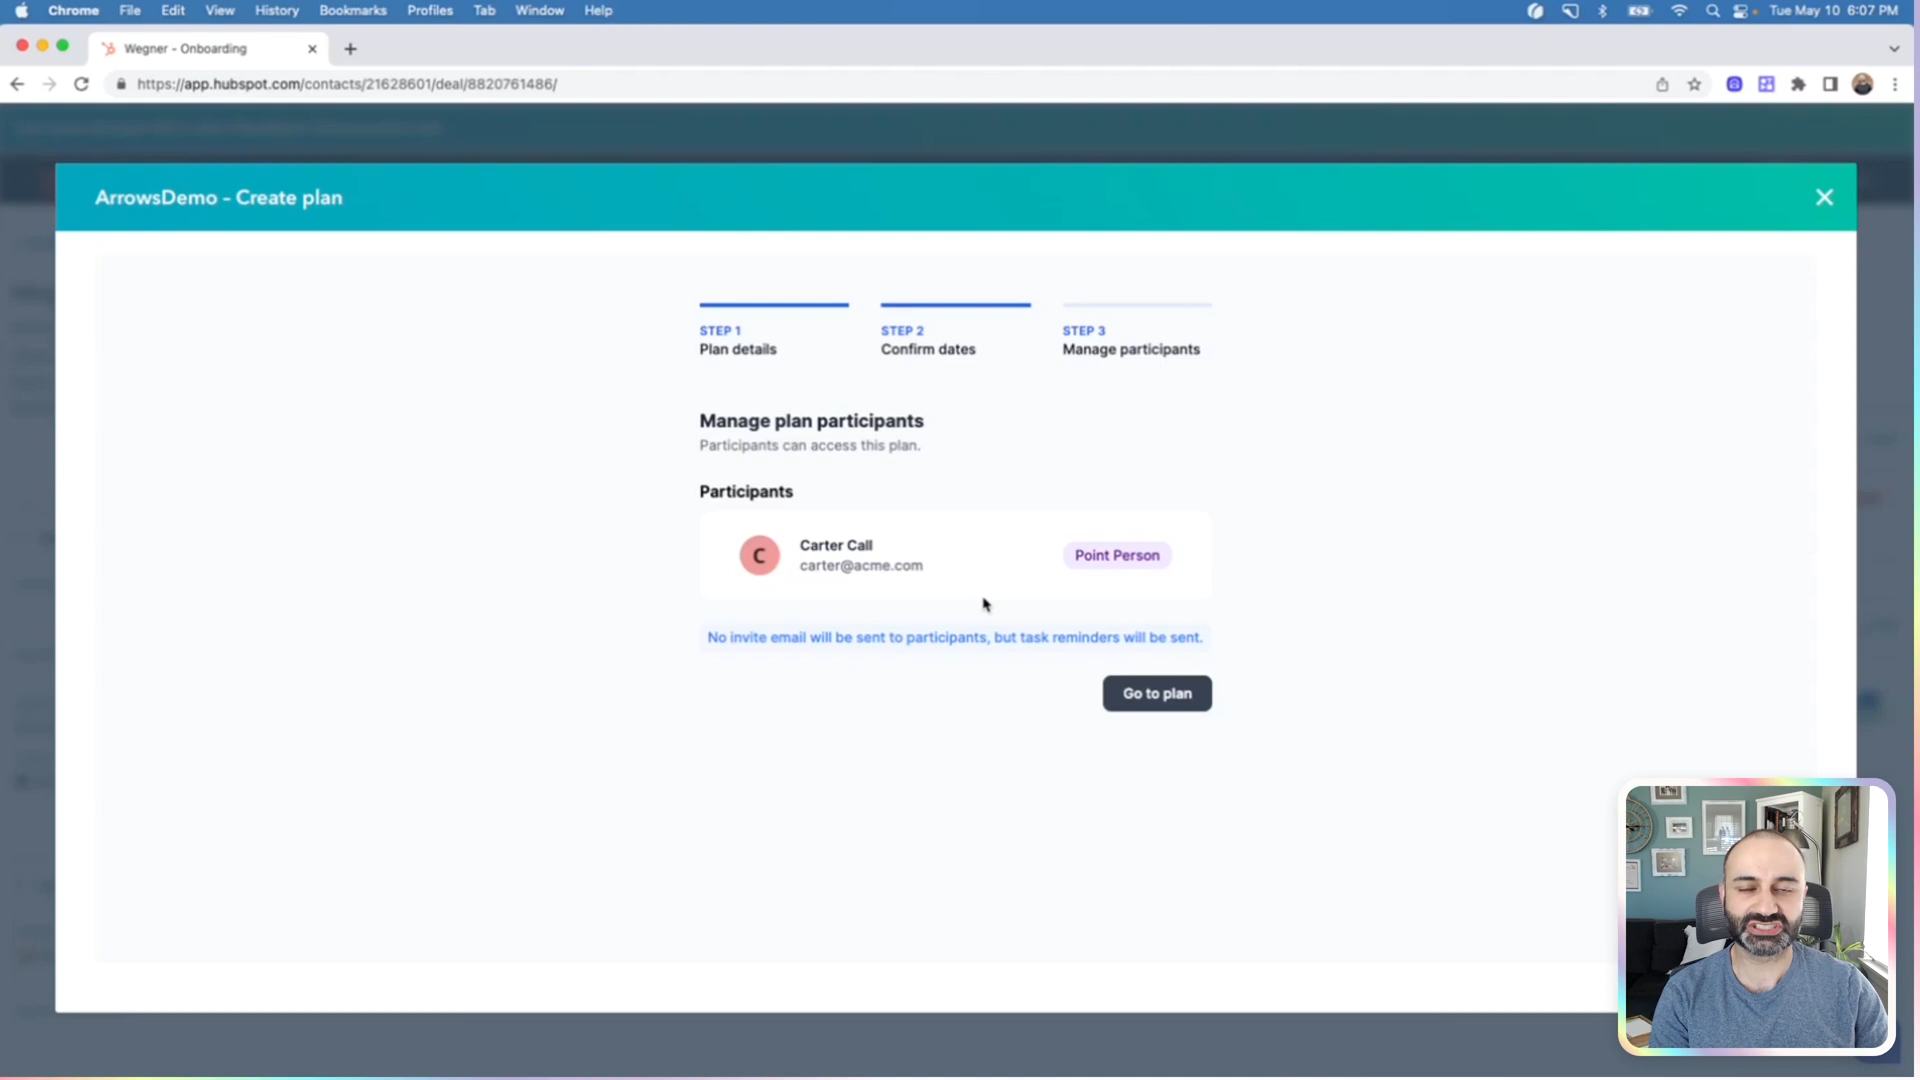 Chrome File Edit View History Bookmarks Profiles Tab Window Help
Tue May 10 6:07 PM
Wegner - Onboarding
https://app.hubspot.com/contacts/21628601/deal/8820761486/
ArrowsDemo - Create plan
STEP 1
Plan details
STEP 2
Confirm dates
STEP 3
Manage participants
Manage plan participants
Participants can access this plan.
Participants
C
Carter Call
carter@acme.com
Point Person
No invite email will be sent to participants, but task reminders will be sent.
Go to plan